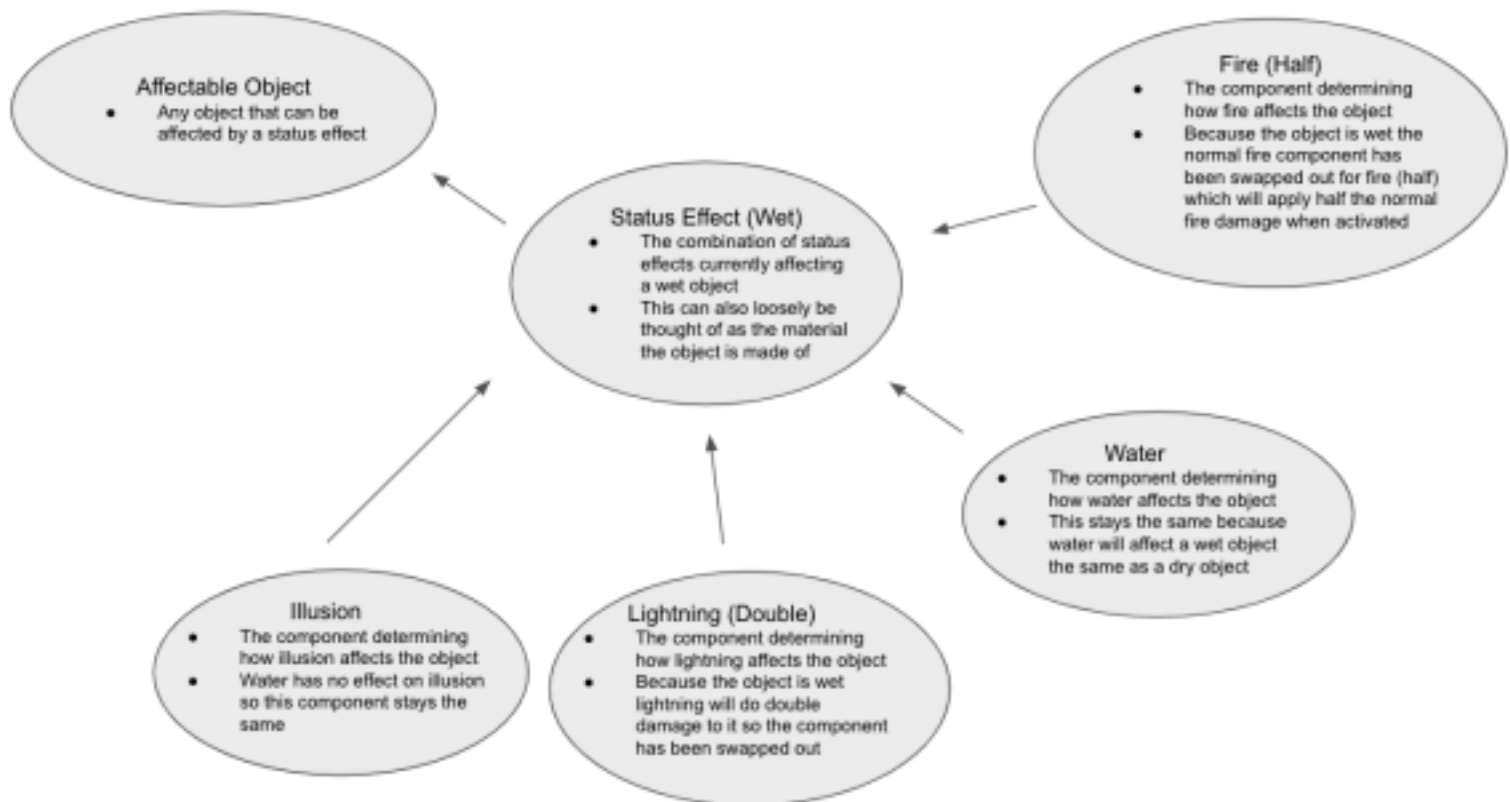 Affectable Object
● Any object that can be
affected by a status effect
Fire (Half)
● The component determining
how fire affects the object
● Because the object is wet the
normal fire component has
been swapped out for fire (half)
which will apply half the normal
fire damage when activated
Status Effect (Wet)
● The combination of status
effects currently affecting
a wet object
● This can also loosely be
thought of as the material
the object is made of
Water
● The component determining
how water affects the object
● This stays the same because
water will affect a wet object
the same as a dry object
Illusion
● The component determining
how illusion affects the object
● Water has no effect on illusion
so this component stays the
same
Lightning (Double)
● The component determining
how lightning affects the object
● Because the object is wet
lightning will do double
damage to it so the component
has been swapped out